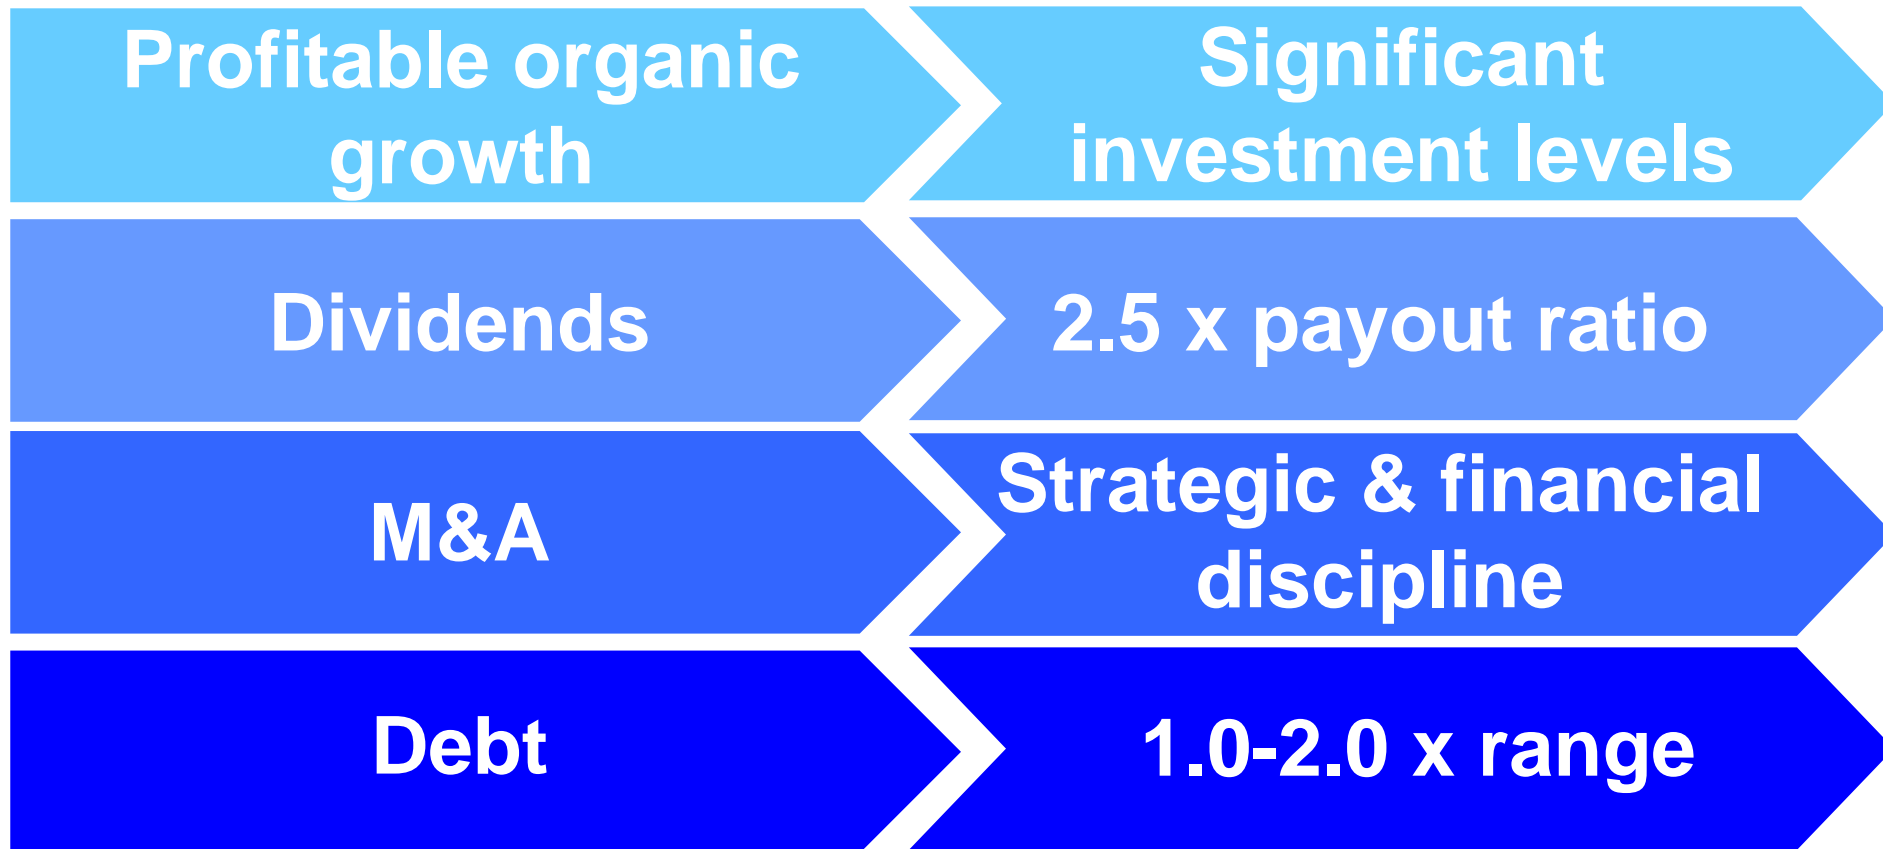 Profitable organic
growth
Significant
investment levels
Dividends
2.5 x payout ratio
M&A
Strategic & financial
discipline
Debt
1.0-2.0 x range